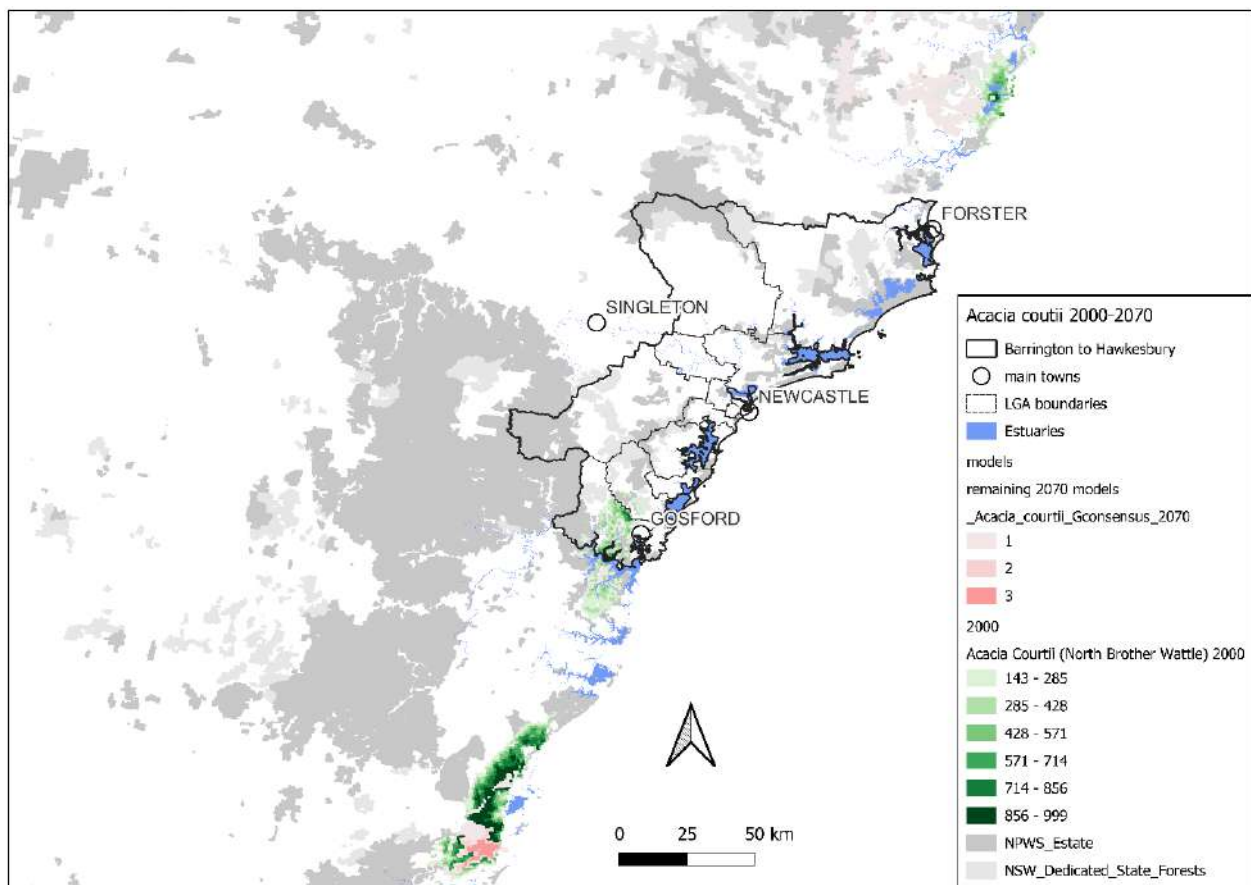 FORSTER
SINGLETON
NEWCASTLE
GOSFORD
0 25 50 km
Acacia coutii 2000-2070
Barrington to Hawkesbury
main towns
LGA boundaries
Estuaries
models
remaining 2070 models
_Acacia_courtii_Gconsensus_2070
1
2
3
2000
Acacia Courtii (North Brother Wattle) 2000
143 - 285
285 - 428
428 - 571
571 - 714
714 - 856
856 - 999
NPWS_Estate
NSW_Dedicated_State_Forests